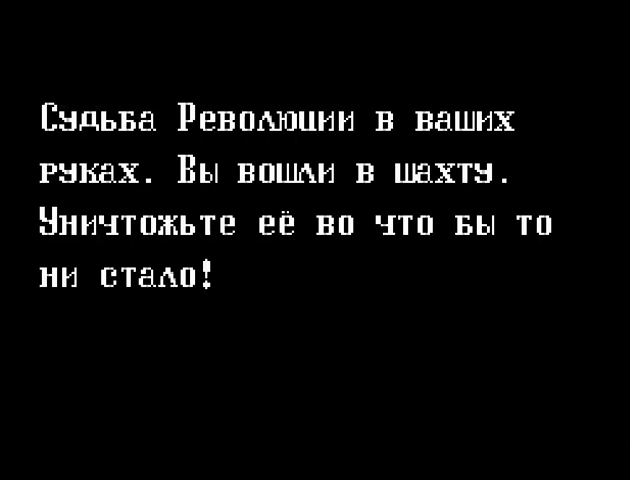 Судьба Революции в ваших
руках. Вы вошли в шахту.
Уничтожьте её во что бы то
ни стало!